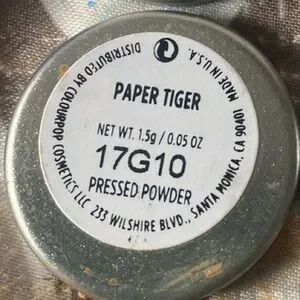 PAPER TIGER
NET WT. 1.5g / 0.05 OZ
17G10
PRESSED POWDER
DISTRIBUTED BY COLOURPOP COSMETICS LLC 233 WILSHIRE BLVD., SANTA MONICA, CA 90401 MADE IN U.S.A.